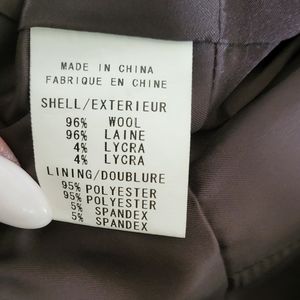 MADE IN CHINA
FABRIQUE EN CHINE
SHELL/EXTERIEUR
96% WOOL
96% LAINE
4% LYCRA
4% LYCRA
LINING/DOUBLURE
95% POLYESTER
95% POLYESTER
5% SPANDEX
5% SPANDEX